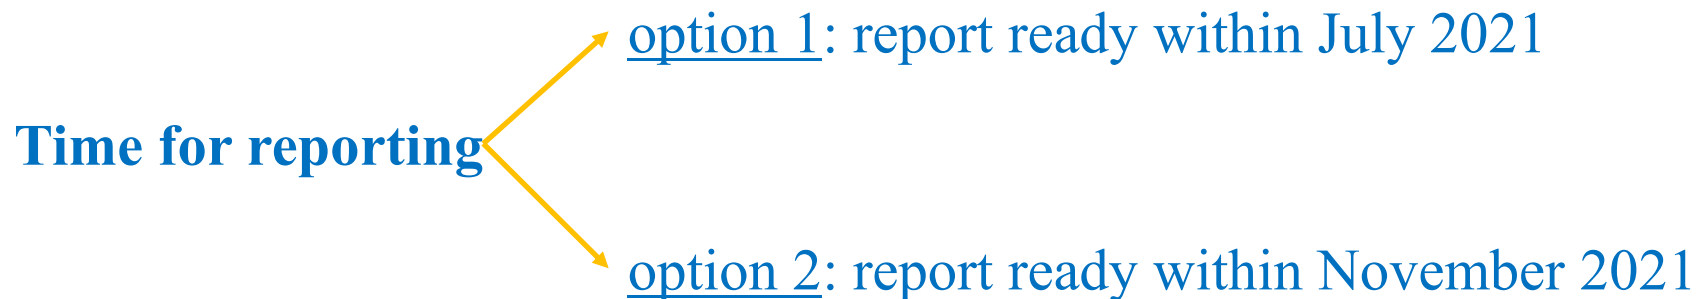 option 1: report ready within July 2021
Time for reporting
option 2: report ready within November 2021